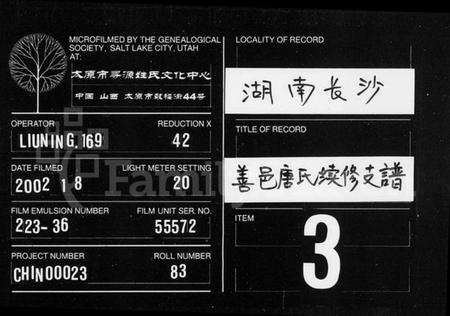 MICROFILMED BY THE GENEALOGICAL
SOCIETY, SALT LAKE CITY, UTAH
AT:
太原市寻源姓氏文化中心
中国 山西 太原市取福街44号
OPERATOR
REDUCTION X
LIUNING,169
42
DATE FILMED
LIGHT METER SETTING
2002 1 8
20
FILM EMULSION NUMBER
FILM UNIT SER. NO.
223-36
55572
PROJECT NUMBER
ROLL NUMBER
CHIN00023
83
LOCALITY OF RECORD
湖南长沙
TITLE OF RECORD
善邑唐氏续修支譜
ITEM
3